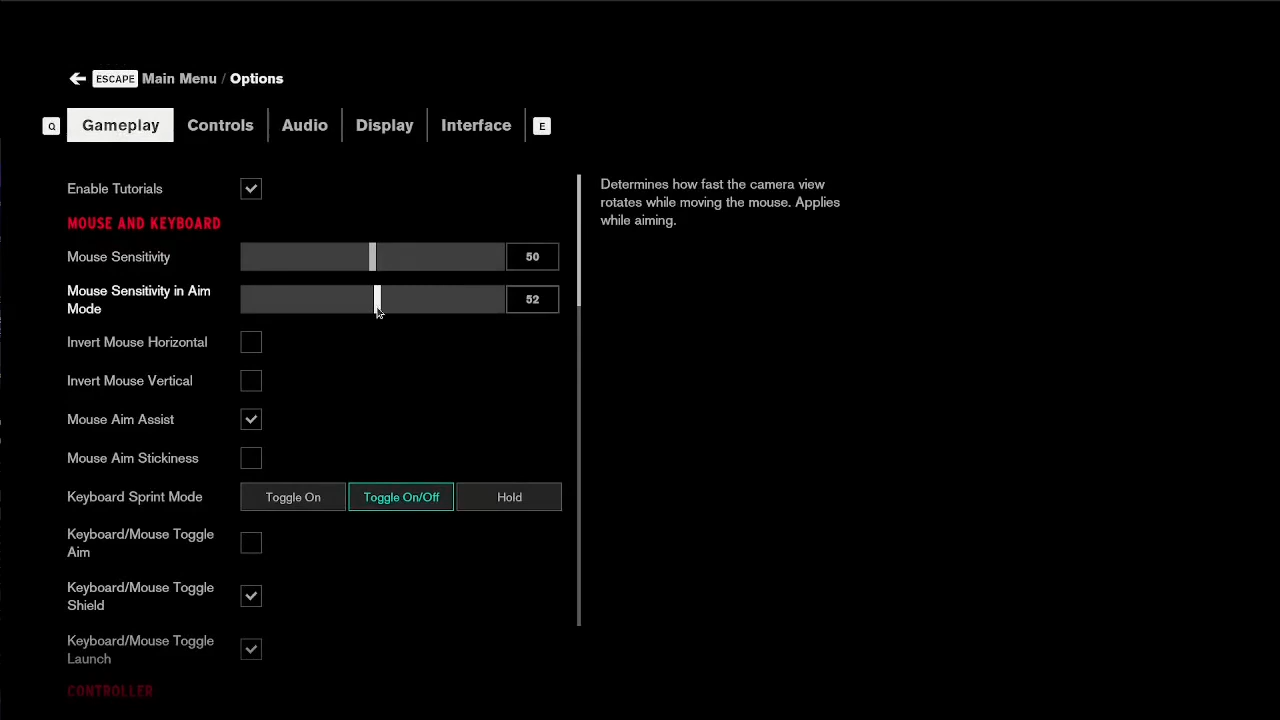 ESCAPE Main Menu / Options
Q Gameplay Controls Audio Display Interface E
Enable Tutorials
MOUSE AND KEYBOARD
Mouse Sensitivity 50
Mouse Sensitivity in Aim
Mode
52
Invert Mouse Horizontal
Invert Mouse Vertical
Mouse Aim Assist
Mouse Aim Stickiness
Keyboard Sprint Mode Toggle On Toggle On/Off Hold
Keyboard/Mouse Toggle
Aim
Keyboard/Mouse Toggle
Shield
Keyboard/Mouse Toggle
Launch
CONTROLLER
Determines how fast the camera view
rotates while moving the mouse. Applies
while aiming.